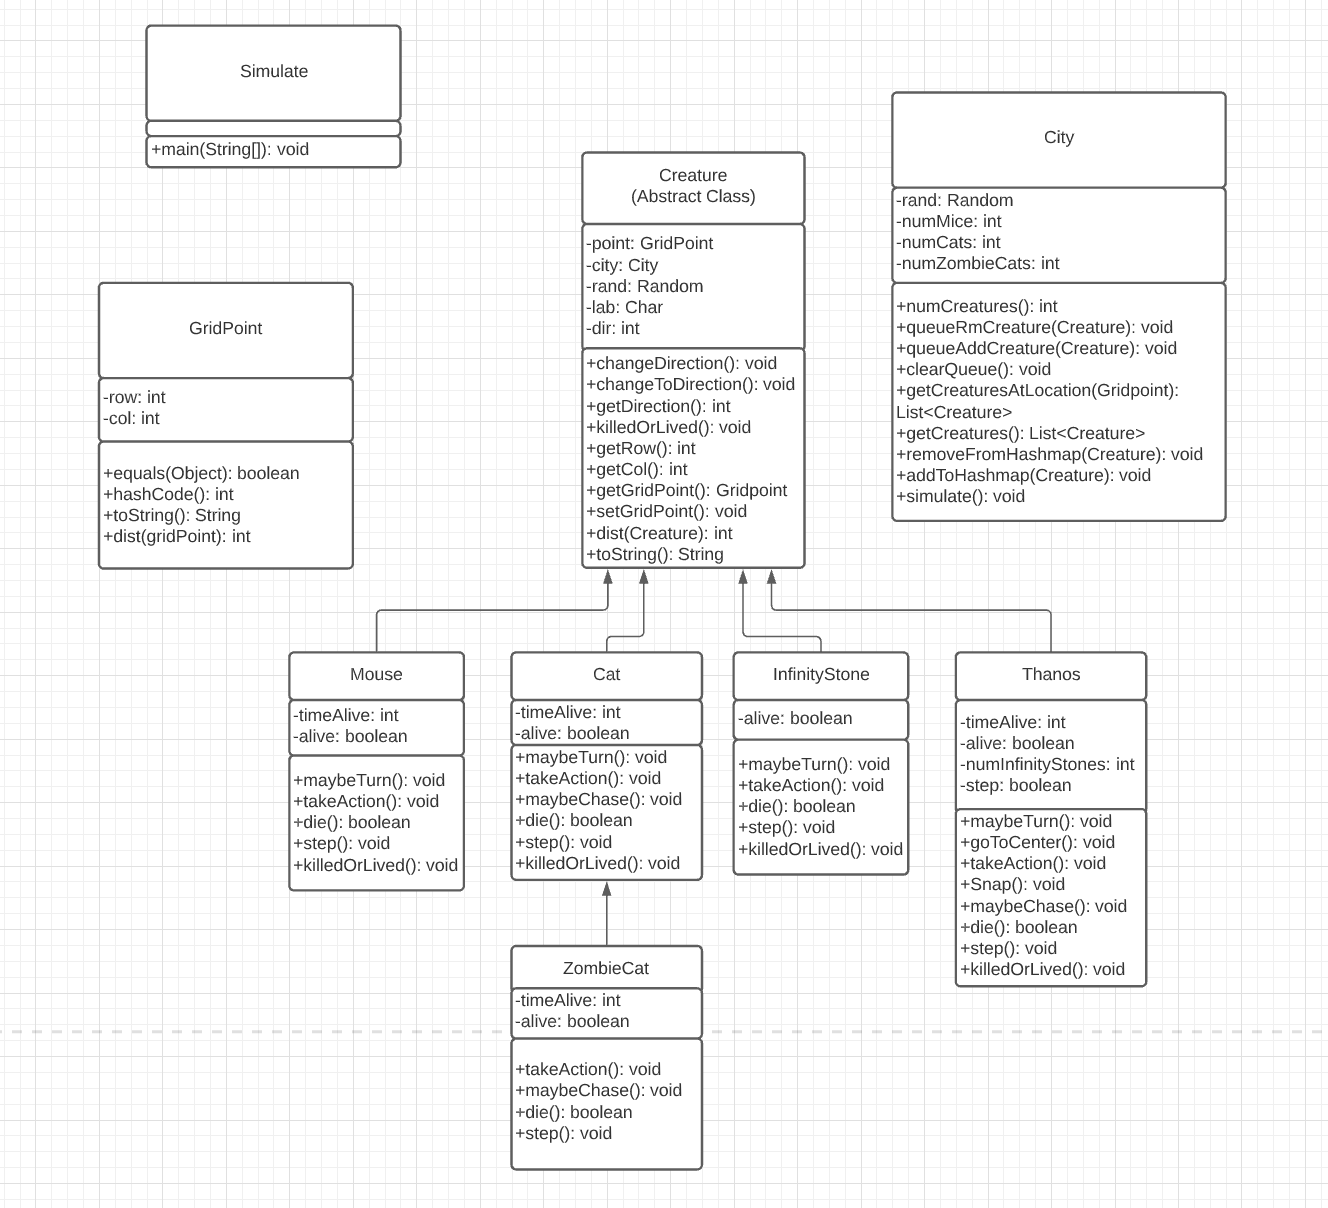 Simulate
+main(String[]): void
GridPoint
-row: int
-col: int
+equals(Object): boolean
+hashCode(): int
+toString(): String
+dist(gridPoint): int
Creature
(Abstract Class)
-point: GridPoint
-city: City
-rand: Random
-lab: Char
-dir: int
+changeDirection(): void
+changeToDirection(): void
+getDirection(): int
+killedOrLived(): void
+getRow(): int
+getCol(): int
+getGridPoint(): Gridpoint
+setGridPoint(): void
+dist(Creature): int
+toString(): String
City
-rand: Random
-numMice: int
-numCats: int
-numZombieCats: int
+numCreatures(): int
+queueRmCreature(Creature): void
+queueAddCreature(Creature): void
+clearQueue(): void
+getCreaturesAtLocation(Gridpoint):
List<Creature>
+getCreatures(): List<Creature>
+removeFromHashmap(Creature): void
+addToHashmap(Creature): void
+simulate(): void
Mouse
-timeAlive: int
-alive: boolean
+maybeTurn(): void
+takeAction(): void
+die(): boolean
+step(): void
+killedOrLived(): void
Cat
-timeAlive: int
-alive: boolean
+maybeTurn(): void
+takeAction(): void
+maybeChase(): void
+die(): boolean
+step(): void
+killedOrLived(): void
InfinityStone
-alive: boolean
+maybeTurn(): void
+takeAction(): void
+die(): boolean
+step(): void
+killedOrLived(): void
Thanos
-timeAlive: int
-alive: boolean
-numInfinityStones: int
-step: boolean
+maybeTurn(): void
+goToCenter(): void
+takeAction(): void
+Snap(): void
+maybeChase(): void
+die(): boolean
+step(): void
+killedOrLived(): void
ZombieCat
-timeAlive: int
-alive: boolean
+takeAction(): void
+maybeChase(): void
+die(): boolean
+step(): void